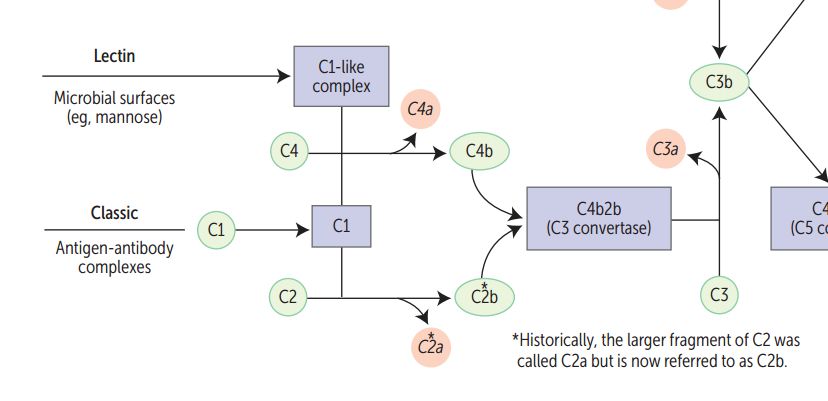 Lectin
Microbial surfaces
(eg, mannose)
C1-like
complex
C4a
C4
C4b
C3b
C3a
Classic
Antigen-antibody
complexes
C1
C1
C4b2b
(C3 convertase)
C4
(C5 co
C2
C2b
*
C2a
*
C3
*Historically, the larger fragment of C2 was
called C2a but is now referred to as C2b.